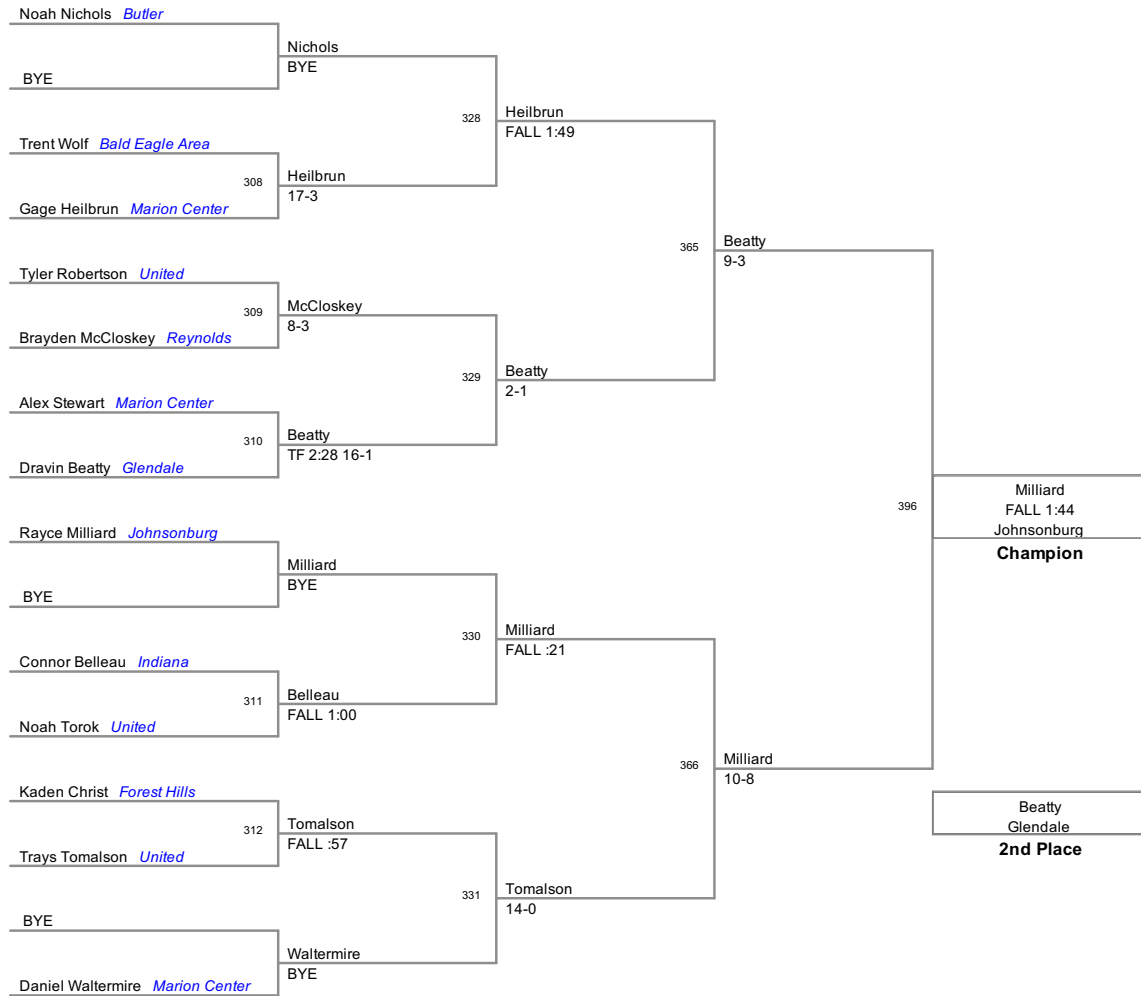 Noah Nichols Butler
BYE
Nichols
BYE
Trent Wolf Bald Eagle Area
308
Gage Heilbrun Marion Center
Heilbrun
17-3
328
Heilbrun
FALL 1:49
Tyler Robertson United
309
Brayden McCloskey Reynolds
McCloskey
8-3
Alex Stewart Marion Center
310
Dravin Beatty Glendale
Beatty
TF 2:28 16-1
329
Beatty
2-1
365
Beatty
9-3
Rayce Milliard Johnsonburg
BYE
Milliard
BYE
Connor Belleau Indiana
311
Noah Torok United
Belleau
FALL 1:00
330
Milliard
FALL :21
Kaden Christ Forest Hills
312
Trays Tomalson United
Tomalson
FALL :57
BYE
Daniel Waltermire Marion Center
Waltermire
BYE
331
Tomalson
14-0
366
Milliard
10-8
396
Milliard
FALL 1:44
Johnsonburg
Champion
Beatty
Glendale
2nd Place